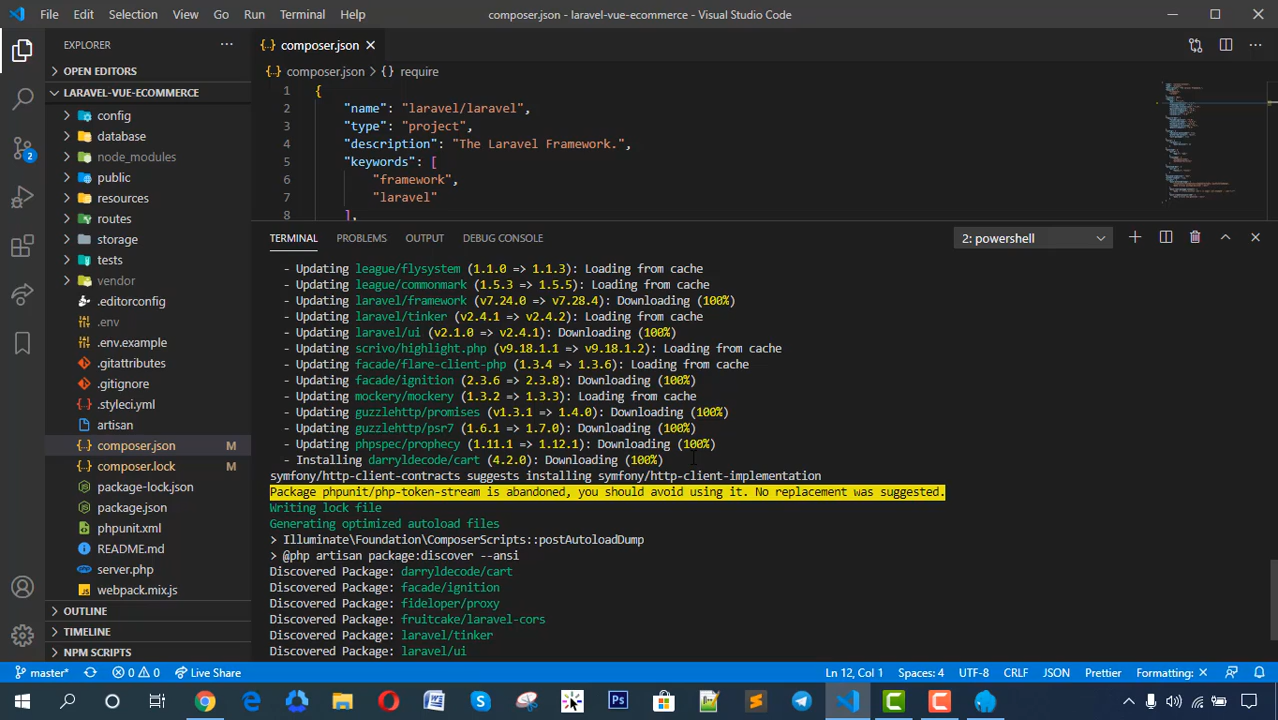 File Edit Selection View Go Run Terminal Help composer.json - laravel-vue-ecommerce - Visual Studio Code
EXPLORER
OPEN EDITORS
LARAVEL-VUE-ECOMMERCE
config
database
node_modules
public
resources
routes
storage
tests
vendor
.editorconfig
.env
.env.example
.gitattributes
.gitignore
.styleci.yml
artisan
composer.json M
composer.lock M
package-lock.json
package.json
phpunit.xml
README.md
server.php
webpack.mix.js
OUTLINE
TIMELINE
NPM SCRIPTS
2
{..} composer.json
{..} composer.json > {} require
1 {
2 "name": "laravel/laravel",
3 "type": "project",
4 "description": "The Laravel Framework.",
5 "keywords": [
6 "framework",
7 "laravel"
8 ],
TERMINAL PROBLEMS OUTPUT DEBUG CONSOLE 2: powershell
- Updating league/flysystem (1.1.0 => 1.1.3): Loading from cache
- Updating league/commonmark (1.5.3 => 1.5.5): Loading from cache
- Updating laravel/framework (v7.24.0 => v7.28.4): Downloading (100%)
- Updating laravel/tinker (v2.4.1 => v2.4.2): Loading from cache
- Updating laravel/ui (v2.1.0 => v2.4.1): Downloading (100%)
- Updating scrivo/highlight.php (v9.18.1.1 => v9.18.1.2): Loading from cache
- Updating facade/flare-client-php (1.3.4 => 1.3.6): Loading from cache
- Updating facade/ignition (2.3.6 => 2.3.8): Downloading (100%)
- Updating mockery/mockery (1.3.2 => 1.3.3): Loading from cache
- Updating guzzlehttp/promises (v1.3.1 => 1.4.0): Downloading (100%)
- Updating guzzlehttp/psr7 (1.6.1 => 1.7.0): Downloading (100%)
- Updating phpspec/prophecy (1.11.1 => 1.12.1): Downloading (100%)
- Installing darryldecode/cart (4.2.0): Downloading (100%)
symfony/http-client-contracts suggests installing symfony/http-client-implementation
Package phpunit/php-token-stream is abandoned, you should avoid using it. No replacement was suggested.
Writing lock file
Generating optimized autoload files
> Illuminate\Foundation\ComposerScripts::postAutoloadDump
> @php artisan package:discover --ansi
Discovered Package: darryldecode/cart
Discovered Package: facade/ignition
Discovered Package: fideloper/proxy
Discovered Package: fruitcake/laravel-cors
Discovered Package: laravel/tinker
Discovered Package: laravel/ui
master* 0 0 Live Share Ln 12, Col 1 Spaces: 4 UTF-8 CRLF JSON Prettier Formatting: ×